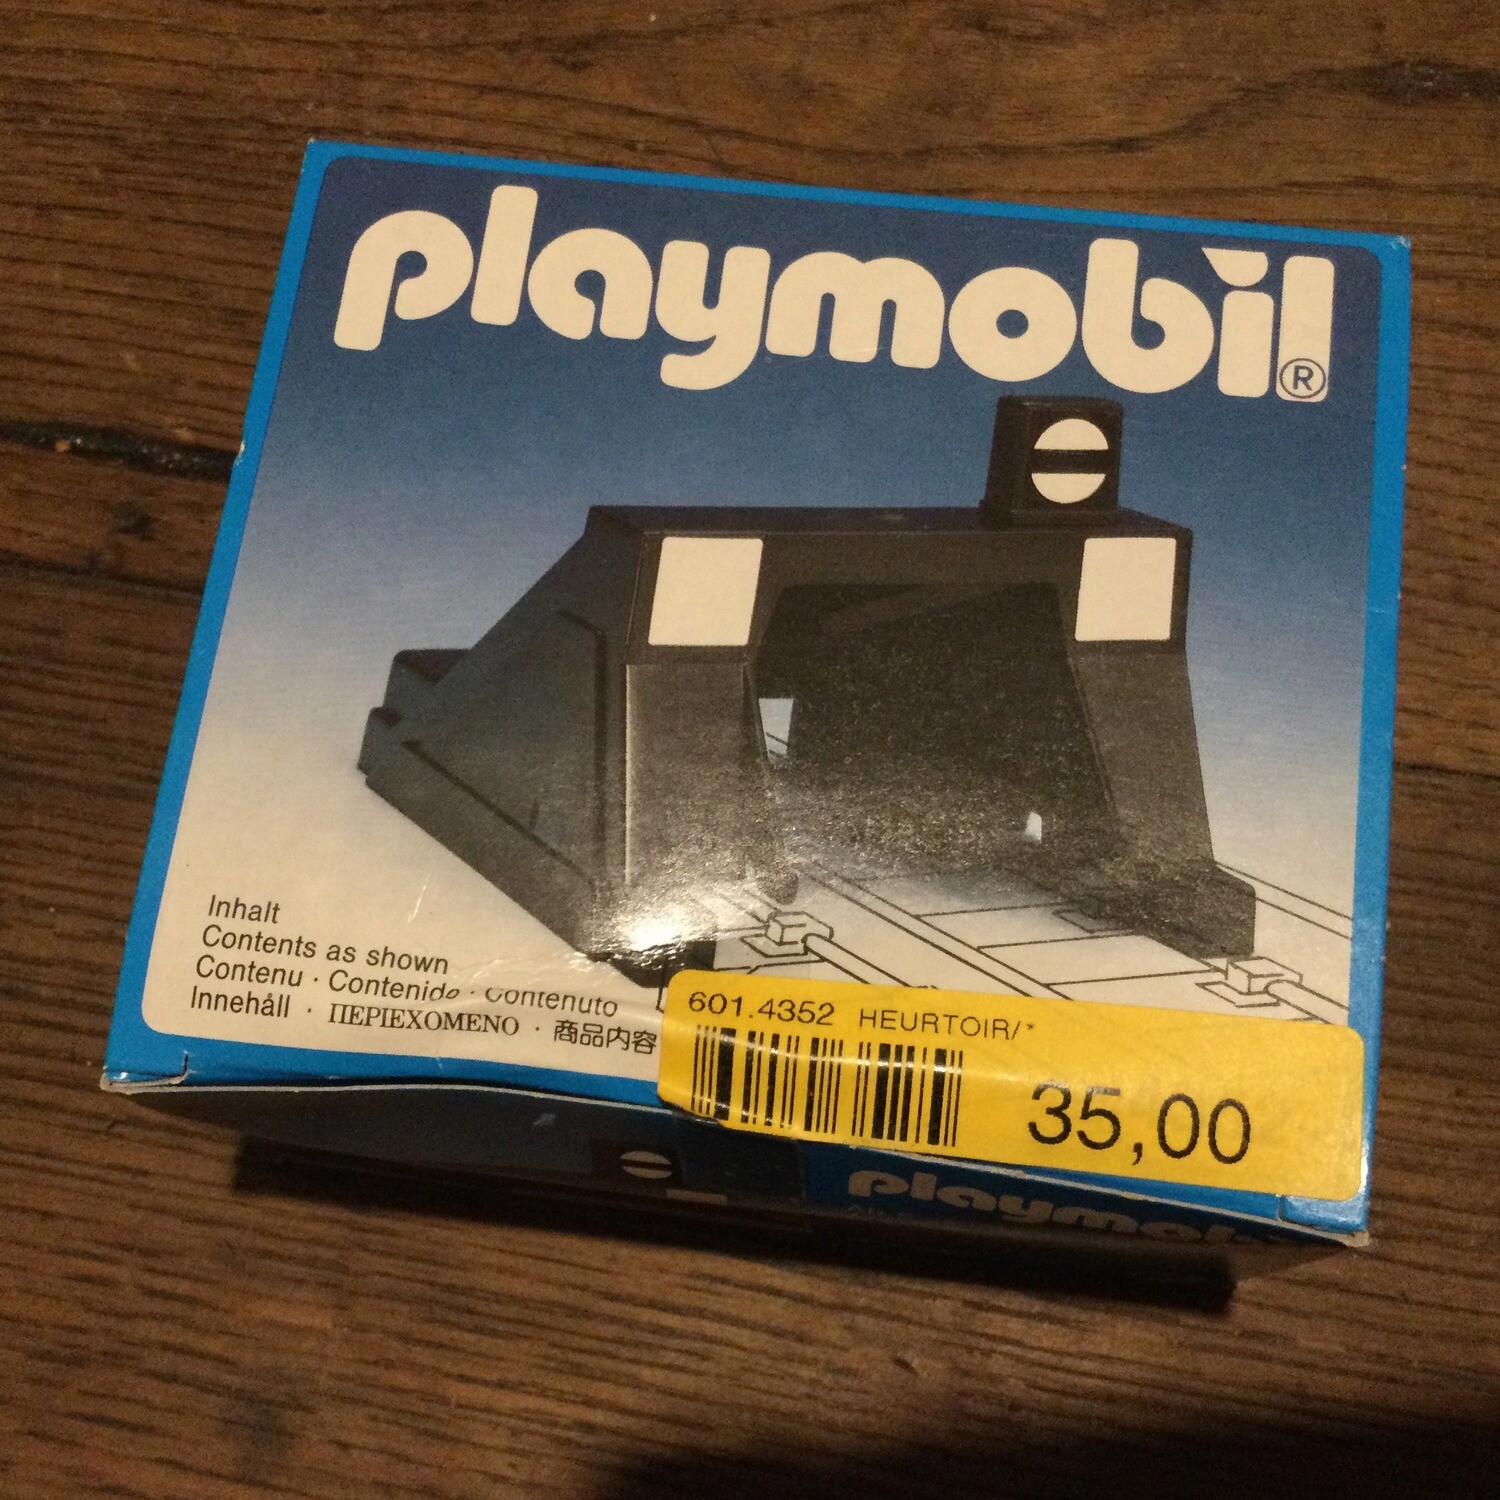 playmobil®
Inhalt
Contents as shown
Contenu · Contenido · Contenuto
Innehåll · ΠΕΡΙΕΧΟΜΕΝΟ · 商品内容
601.4352 HEURTOIR/*
35,00
playmobil